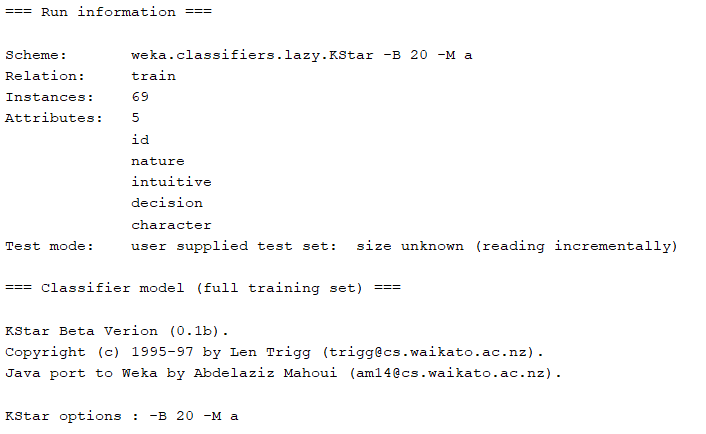 === Run information ===
Scheme: weka.classifiers.lazy.KStar -B 20 -M a
Relation: train
Instances: 69
Attributes: 5
id
nature
intuitive
decision
character
Test mode: user supplied test set: size unknown (reading incrementally)
=== Classifier model (full training set) ===
KStar Beta Verion (0.1b).
Copyright (c) 1995-97 by Len Trigg (trigg@cs.waikato.ac.nz).
Java port to Weka by Abdelaziz Mahoui (am14@cs.waikato.ac.nz).
KStar options : -B 20 -M a